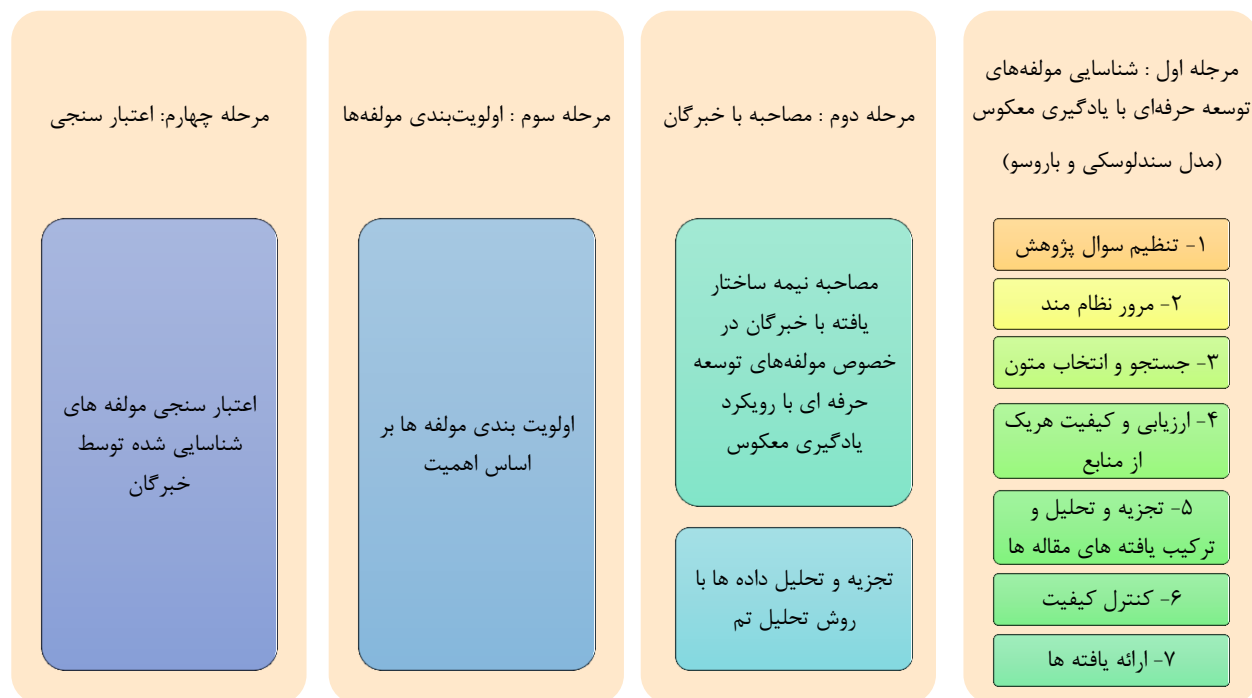 مرجله اول : شناسایی مولفه‌های
توسعه حرفه‌ای با یادگیری معکوس
(مدل سندلوسکی و باروسو)
۱- تنظیم سوال پژوهش
۲- مرور نظام مند
۳- جستجو و انتخاب متون
۴- ارزیابی و کیفیت هریک
از منابع
۵- تجزیه و تحلیل و
ترکیب یافته های مقاله ها
۶- کنترل کیفیت
۷- ارائه یافته ها
مرحله دوم : مصاحبه با خبرگان
مصاحبه نیمه ساختار
یافته با خبرگان در
خصوص مولفه‌های توسعه
حرفه ای با رویکرد
یادگیری معکوس
تجزیه و تحلیل داده ها با
روش تحلیل تم
مرحله سوم : اولویت‌بندی مولفه‌ها
اولویت بندی مولفه ها بر
اساس اهمیت
مرحله چهارم: اعتبار سنجی
اعتبار سنجی مولفه های
شناسایی شده توسط
خبرگان